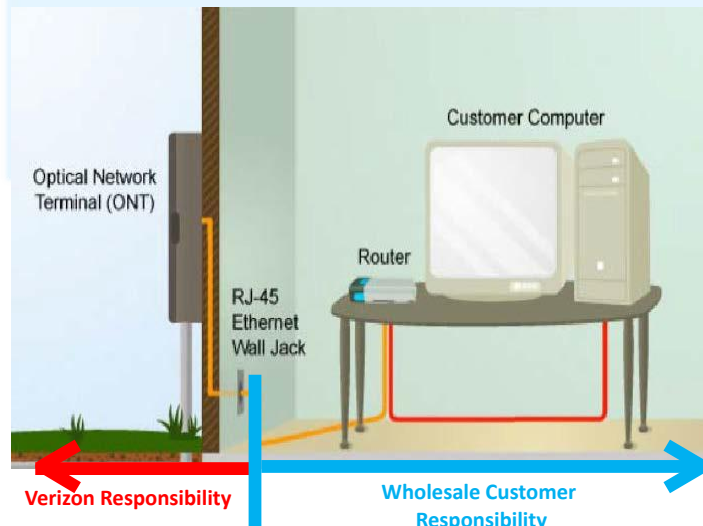 Customer Computer
Optical Network
Terminal (ONT)
Router
RJ-45
Ethernet
Wall Jack
Verizon Responsibility
Wholesale Customer
Responsibility